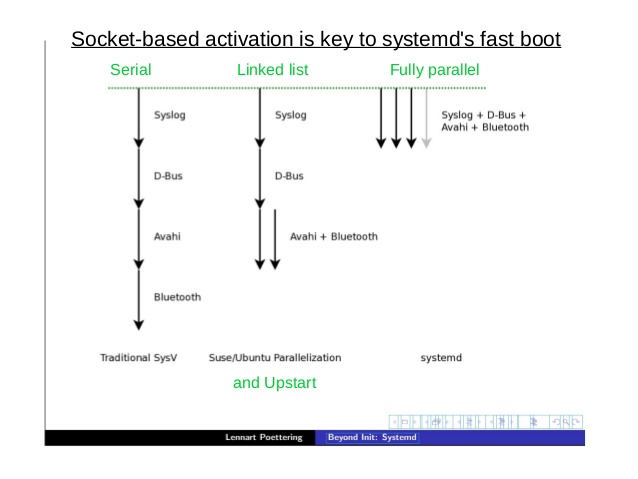 Socket-based activation is key to systemd's fast boot
Serial
Linked list
Fully parallel
Syslog
Syslog
Syslog + D-Bus +
Avahi + Bluetooth
D-Bus
D-Bus
Avahi
Avahi + Bluetooth
Bluetooth
Traditional SysV
Suse/Ubuntu Parallelization
systemd
and Upstart
Lennart Poettering
Beyond Init: Systemd